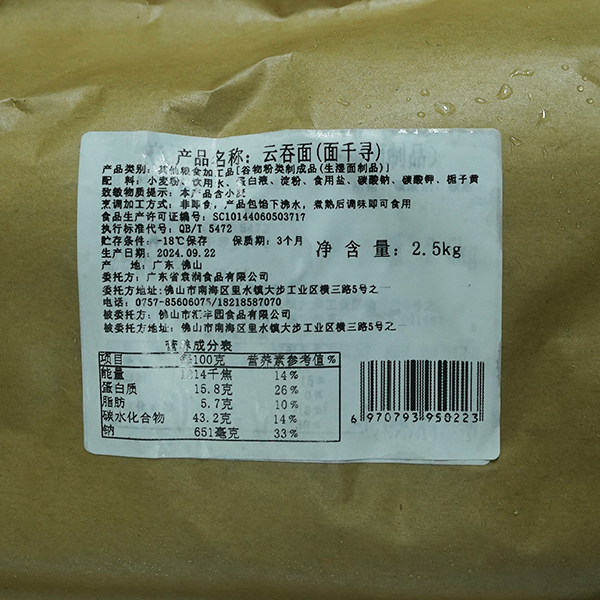 产品名称: 云吞面(面千寻)
产品类别: 其他粮食加工品[谷物粉类制成品(生湿面制品)]
配 料: 小麦粉、饮用水、蛋白液、淀粉、食用盐、碳酸钠、碳酸钾、栀子黄
致敏物质提示: 本产品含小麦
烹调加工方式: 非即食, 产品包馅下沸水, 煮熟后调味即可食用
食品生产许可证编号: SC10144060503717
执行标准代号: QB/T 5472
贮存条件: -18℃保存 保质期: 3个月
净 含 量: 2.5kg
生产日期: 2024.09.22
产 地: 广东 佛山
委托方: 广东省袁润食品有限公司
委托方地址: 佛山市南海区里水镇大步工业区横三路5号之一
电话: 0757-85606075/18218587070
被委托方: 佛山市汇丰园食品有限公司
被委托方地址: 佛山市南海区里水镇大步工业区横三路5号之一
营养成分表
项目 每100克 营养素参考值%
能量 1214千焦 14%
蛋白质 15.8克 26%
脂肪 5.7克 10%
碳水化合物 43.2克 14%
钠 651毫克 33%
6 970793 950223